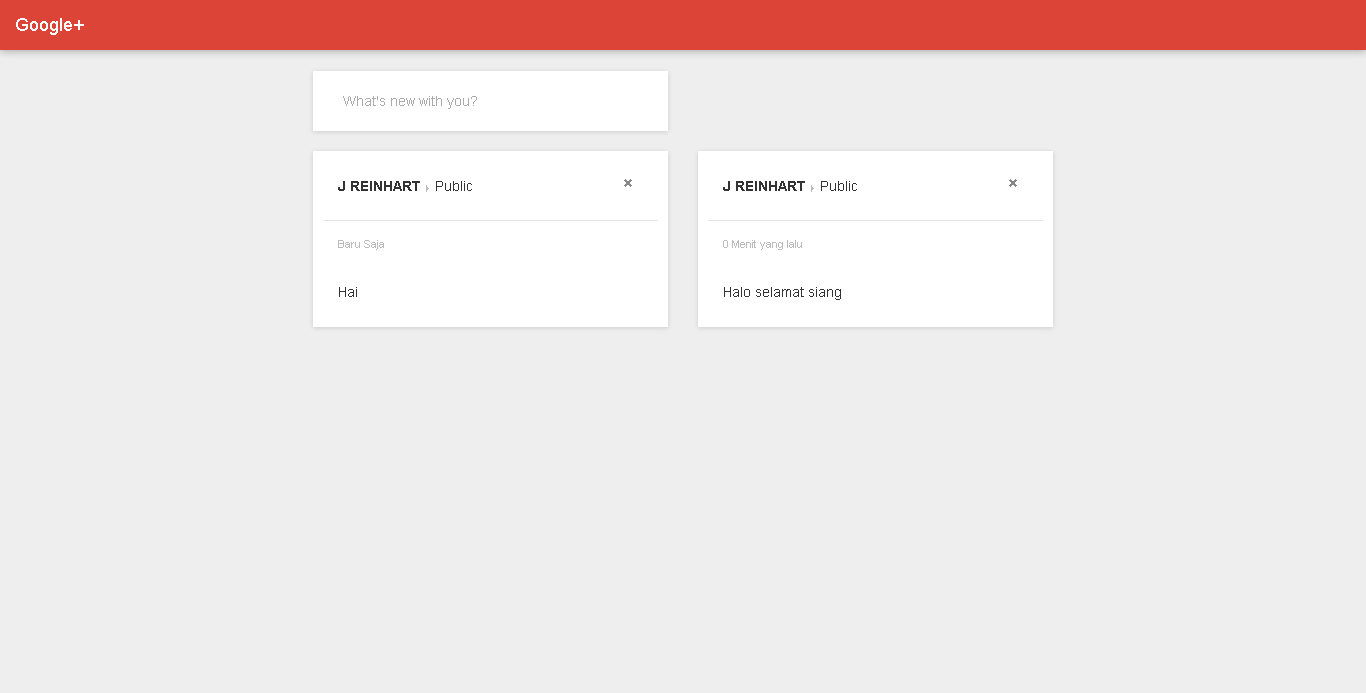 Google+
What's new with you?
J REINHART Public
×
Baru Saja
Hai
J REINHART Public
×
0 Menit yang lalu
Halo selamat siang